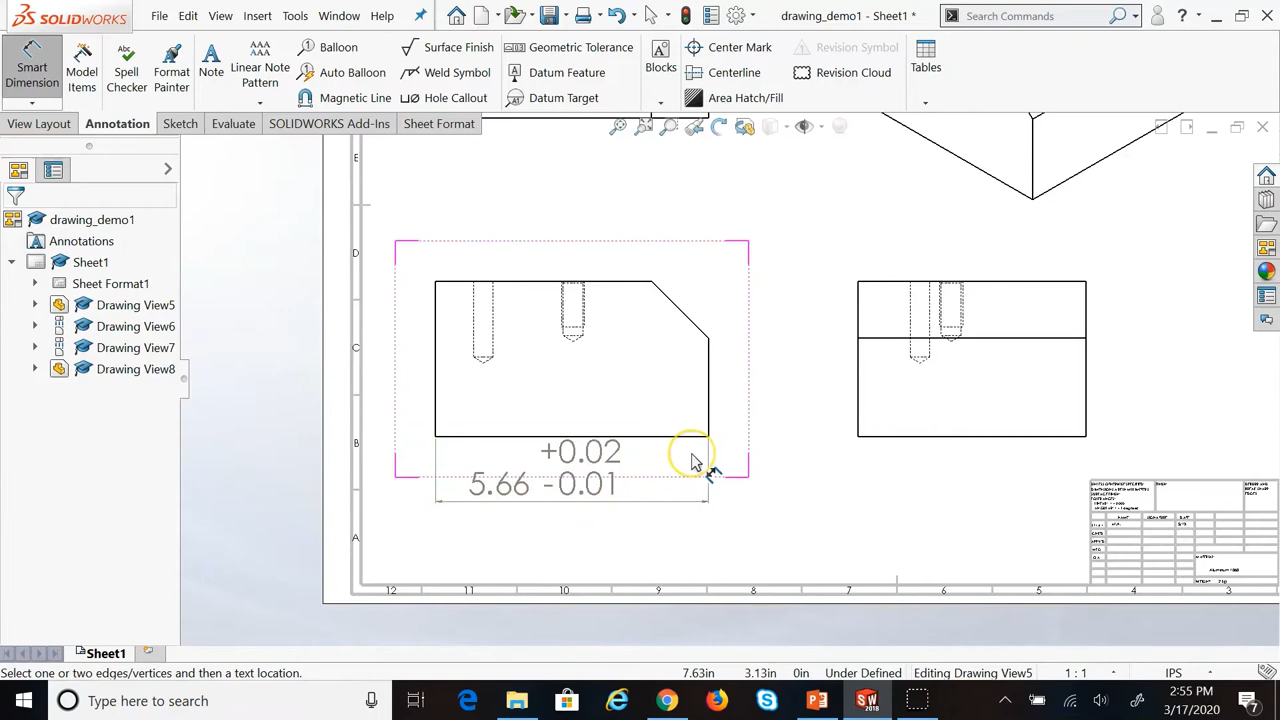 SOLIDWORKS
File Edit View Insert Tools Window Help
drawing_demo1 - Sheet1 *
Search Commands
Smart Dimension
Model Items
Spell Checker
Format Painter
Note
Linear Note Pattern
Balloon
Auto Balloon
Magnetic Line
Surface Finish
Weld Symbol
Hole Callout
Geometric Tolerance
Datum Feature
Datum Target
Blocks
Center Mark
Centerline
Area Hatch/Fill
Revision Symbol
Revision Cloud
Tables
View Layout Annotation Sketch Evaluate SOLIDWORKS Add-Ins Sheet Format
drawing_demo1
Annotations
Sheet1
Sheet Format1
Drawing View5
Drawing View6
Drawing View7
Drawing View8
E
D
C
B
A
+0.02
5.66 -0.01
12 11 10 9 8 7 6 5 4 3
Sheet1
Select one or two edges/vertices and then a text location.
7.63in 3.13in 0in Under Defined Editing Drawing View5 1 : 1 IPS
Type here to search
SW
2018
2:55 PM
3/17/2020
7